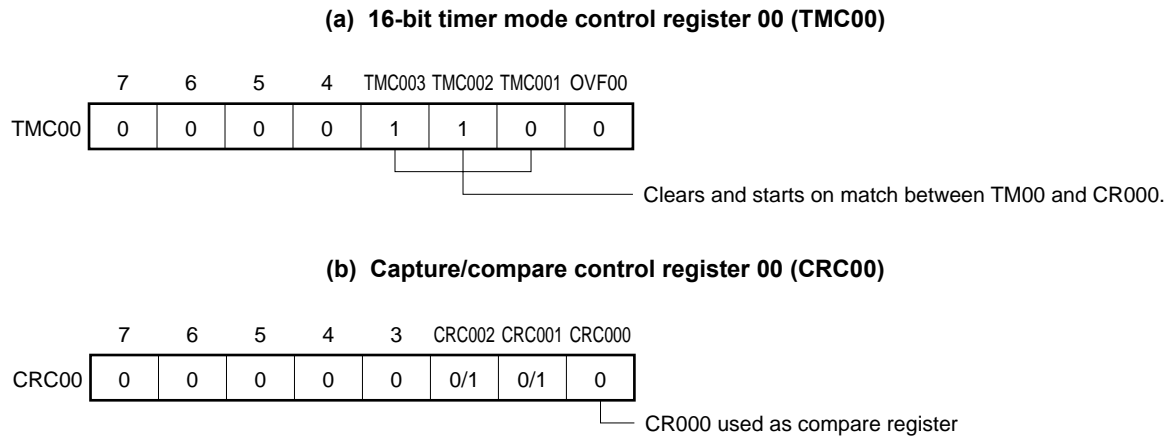 (a) 16-bit timer mode control register 00 (TMC00)
7 6 5 4 TMC003 TMC002 TMC001 OVF00
TMC00 0 0 0 0 1 1 0 0
Clears and starts on match between TM00 and CR000.
(b) Capture/compare control register 00 (CRC00)
7 6 5 4 3 CRC002 CRC001 CRC000
CRC00 0 0 0 0 0 0/1 0/1 0
CR000 used as compare register